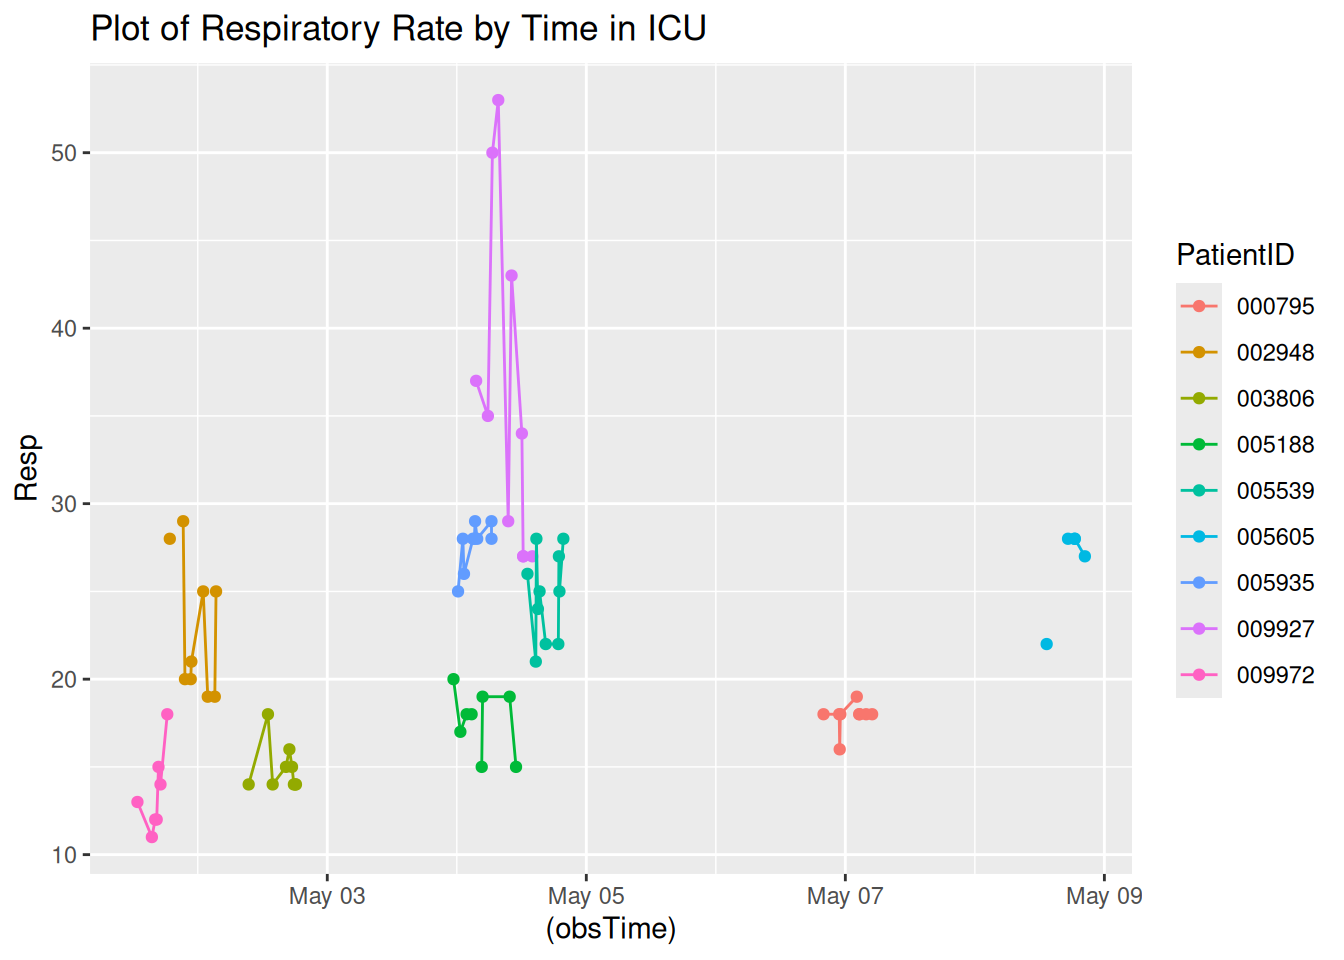 Plot of Respiratory Rate by Time in ICU
50
40
30
20
10
Resp
May 03
May 05
May 07
May 09
(obsTime)
PatientID
000795
002948
003806
005188
005539
005605
005935
009927
009972